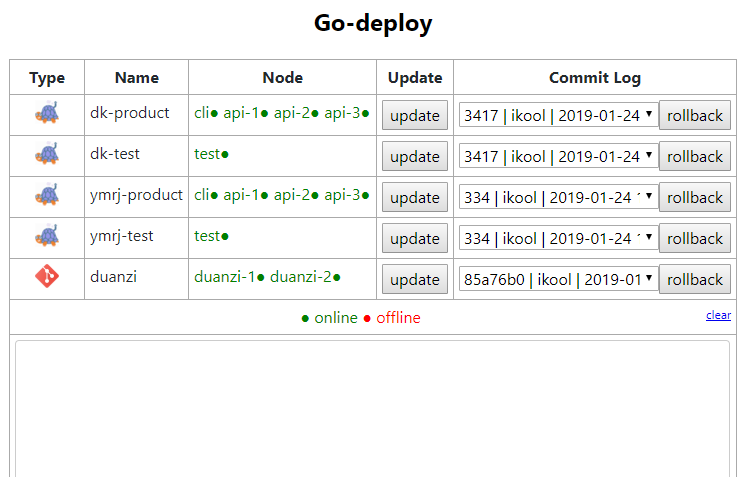 Go-deploy
Type Name Node Update Commit Log
dk-product cli● api-1● api-2● api-3● update 3417 | ikool | 2019-01-24 rollback
dk-test test● update 3417 | ikool | 2019-01-24 rollback
ymrj-product cli● api-1● api-2● api-3● update 334 | ikool | 2019-01-24 rollback
ymrj-test test● update 334 | ikool | 2019-01-24 rollback
duanzi duanzi-1● duanzi-2● update 85a76b0 | ikool | 2019-01 rollback
● online ● offline clear